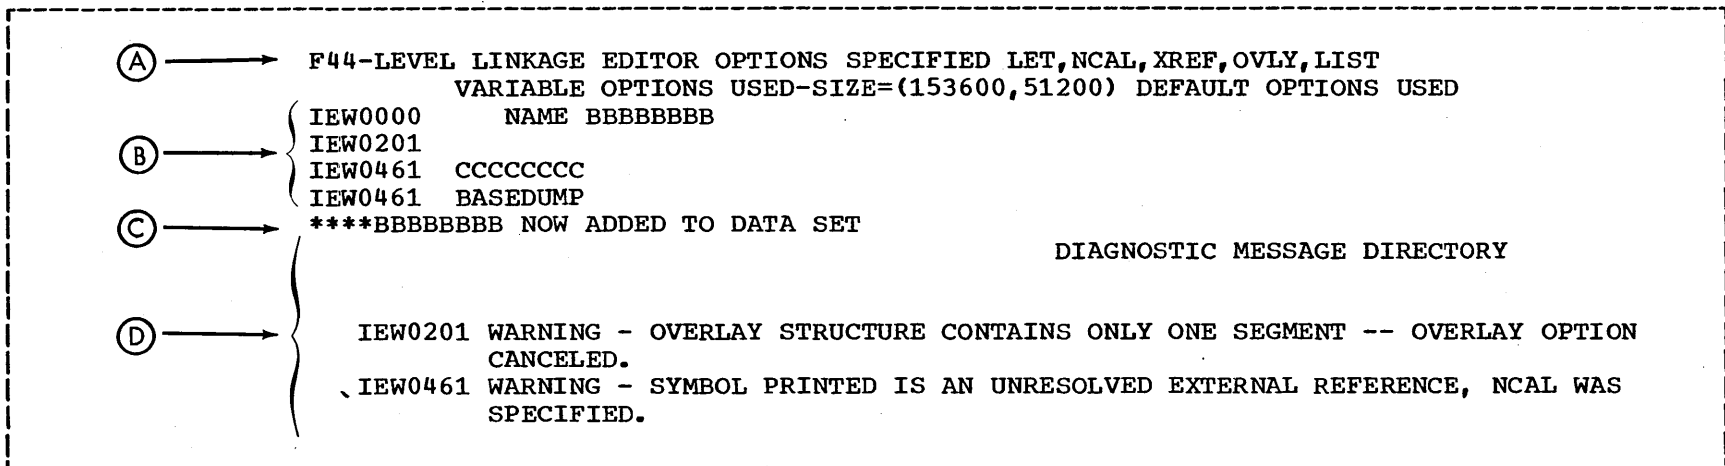 A F44-LEVEL LINKAGE EDITOR OPTIONS SPECIFIED LET,NCAL,XREF,OVLY,LIST
VARIABLE OPTIONS USED-SIZE=(153600,51200) DEFAULT OPTIONS USED
IEW0000 NAME BBBBBBBB
B IEW0201
IEW0461 CCCCCCCC
IEW0461 BASEDUMP
C ****BBBBBBBB NOW ADDED TO DATA SET
DIAGNOSTIC MESSAGE DIRECTORY
D IEW0201 WARNING - OVERLAY STRUCTURE CONTAINS ONLY ONE SEGMENT -- OVERLAY OPTION
CANCELED.
IEW0461 WARNING - SYMBOL PRINTED IS AN UNRESOLVED EXTERNAL REFERENCE, NCAL WAS
SPECIFIED.